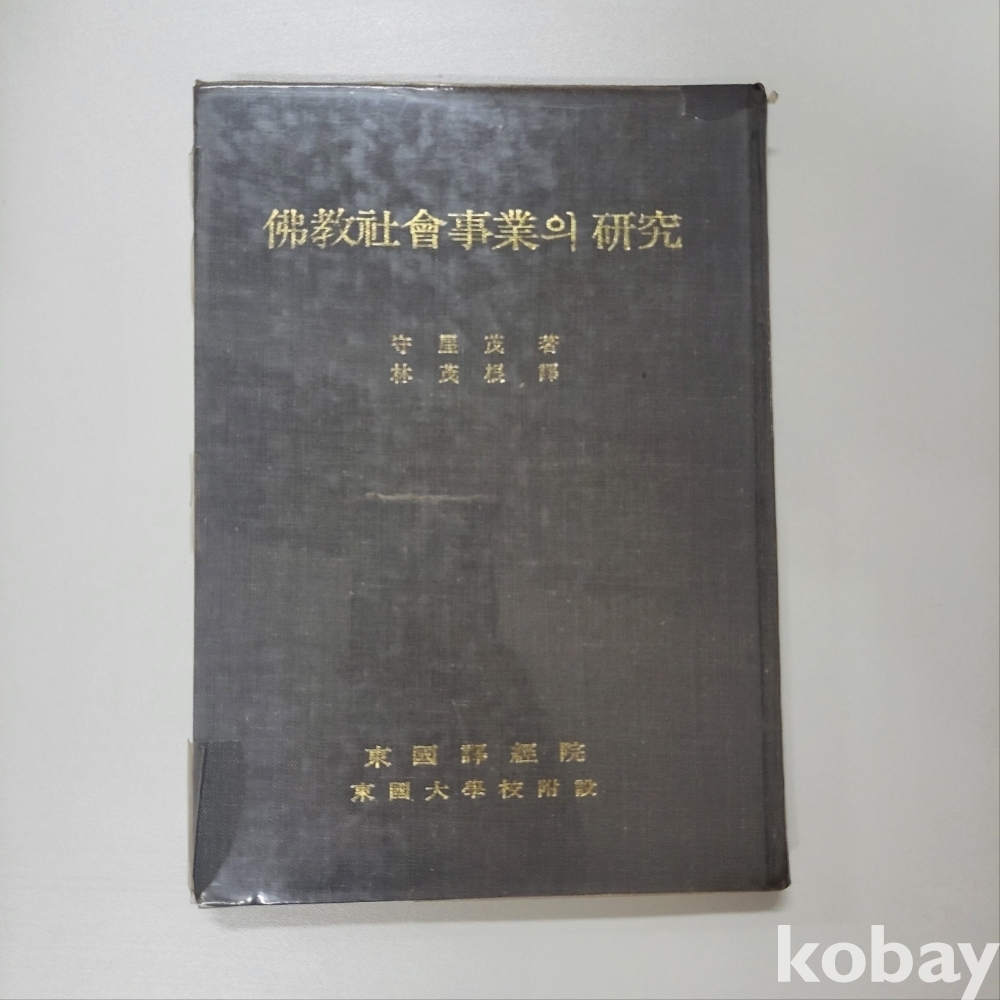 佛教社會事業의 研究
守屋茂 著
林茂根 譯
東國譯經院
東國大學校附設
kobay